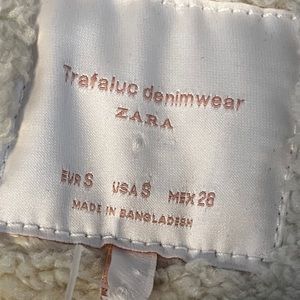 Trafaluc denimwear
ZARA
EUR S USA S MEX 26
MADE IN BANGLADESH